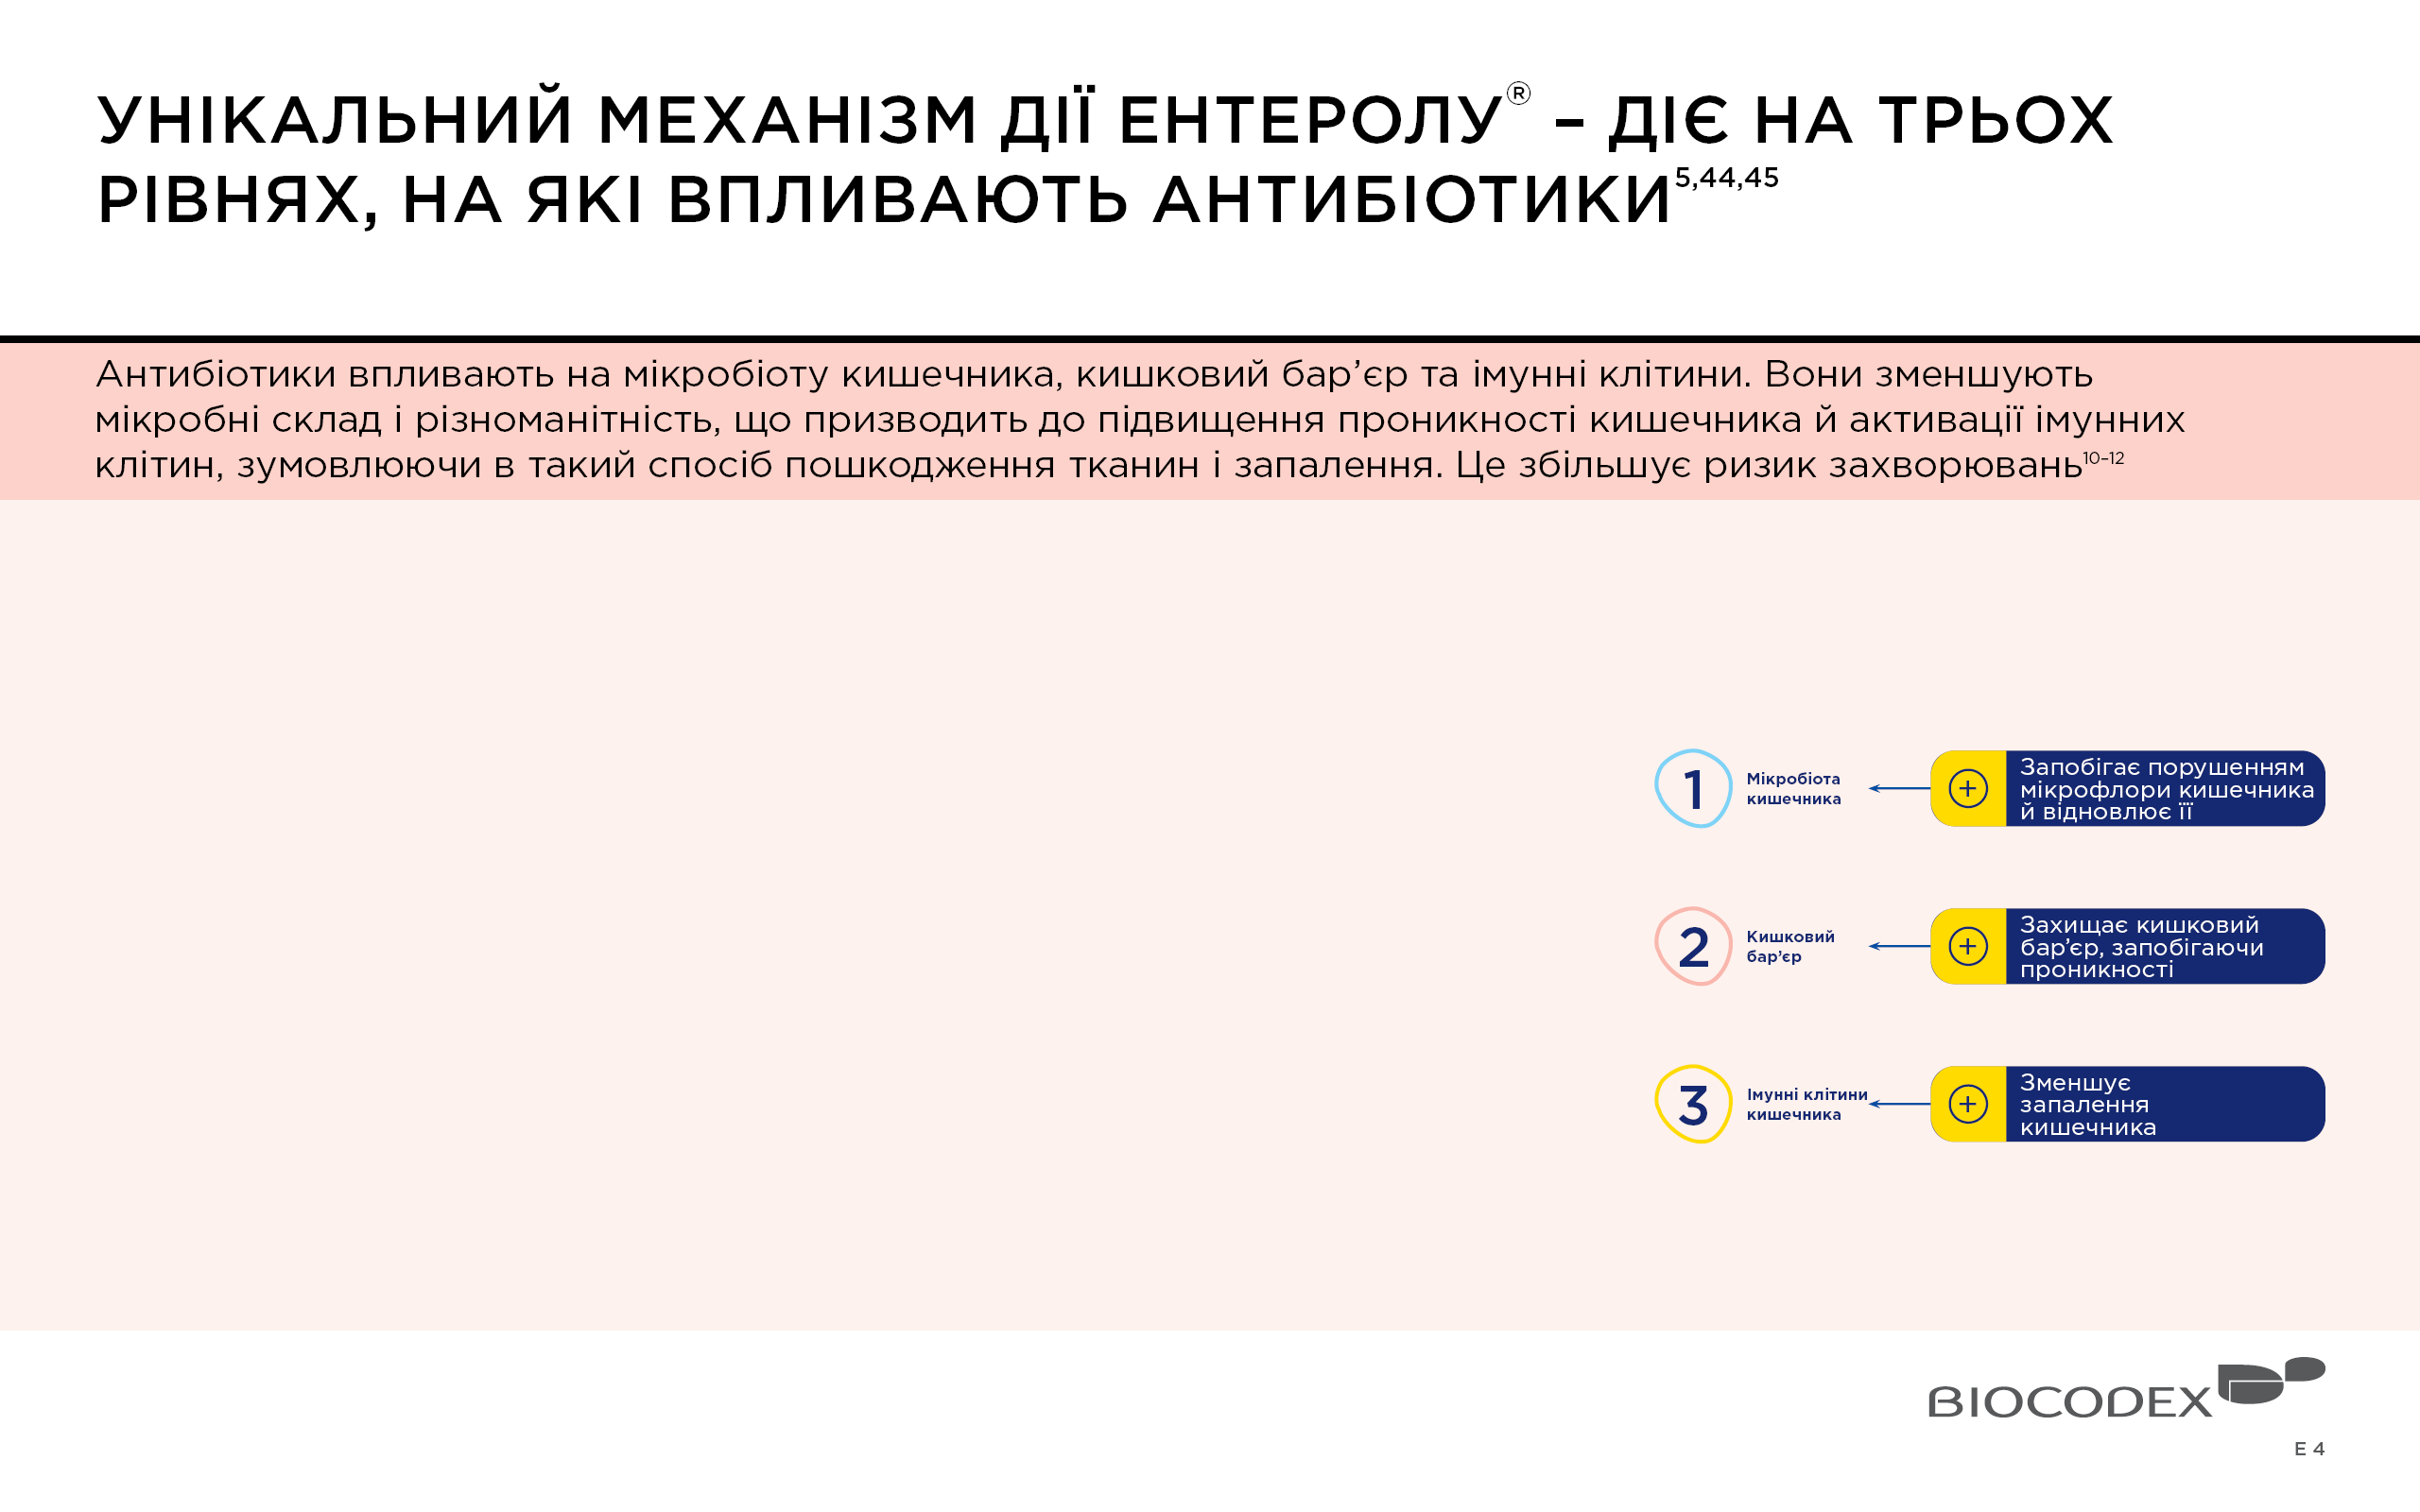 УНІКАЛЬНИЙ МЕХАНІЗМ ДІЇ ЕНТЕРОЛУ® – ДІЄ НА ТРЬОХ
РІВНЯХ, НА ЯКІ ВПЛИВАЮТЬ АНТИБІОТИКИ5,44,45
Антибіотики впливають на мікробіоту кишечника, кишковий бар’єр та імунні клітини. Вони зменшують
мікробні склад і різноманітність, що призводить до підвищення проникності кишечника й активації імунних
клітин, зумовлюючи в такий спосіб пошкодження тканин і запалення. Це збільшує ризик захворювань10–12
1
Мікробіота
кишечника
Запобігає порушенням
мікрофлори кишечника
й відновлює її
2
Кишковий
бар’єр
Захищає кишковий
бар’єр, запобігаючи
проникності
3
Імунні клітини
кишечника
Зменшує
запалення
кишечника
BIOCODEX
E 4